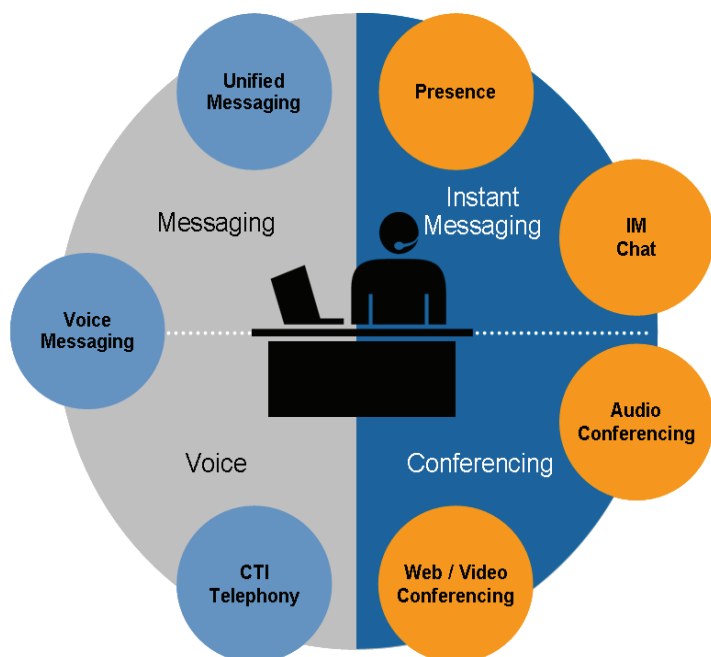 Unified
Messaging
Presence
Messaging
Instant
Messaging
IM
Chat
Voice
Messaging
Audio
Conferencing
Voice
Conferencing
CTI
Telephony
Web / Video
Conferencing